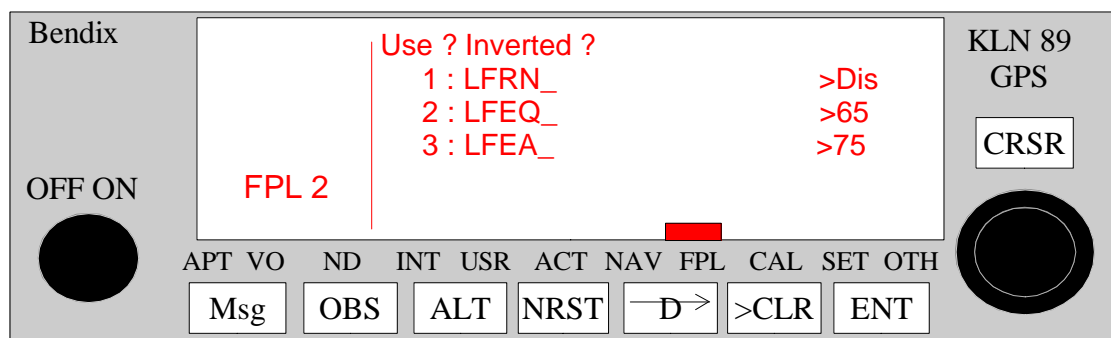 Bendix
KLN 89
GPS
Use ? Inverted ?
1 : LFRN_ >Dis
2 : LFEQ_ >65
3 : LFEA_ >75
FPL 2
OFF ON
CRSR
APT VO ND INT USR ACT NAV FPL CAL SET OTH
Msg OBS ALT NRST D >CLR ENT